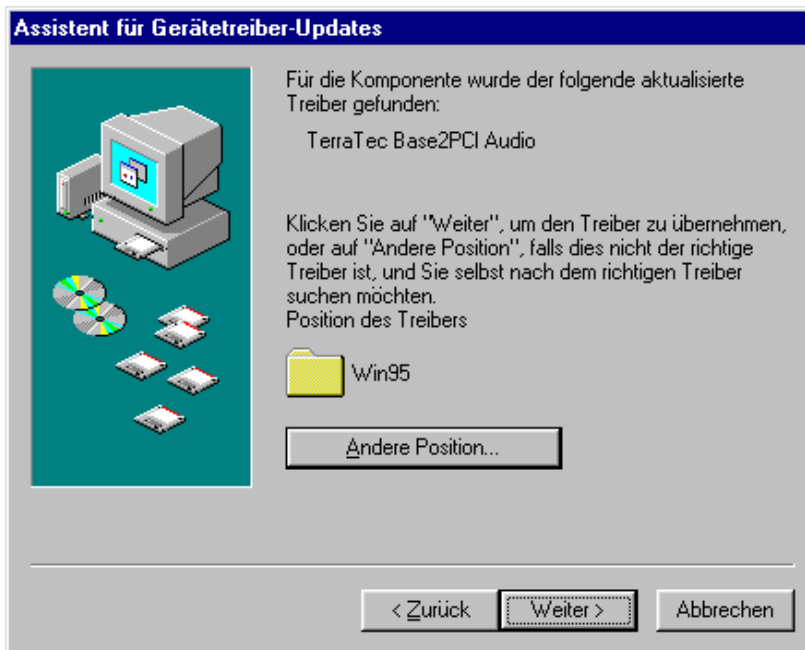 Assistent für Gerätetreiber-Updates
Für die Komponente wurde der folgende aktualisierte
Treiber gefunden:
TerraTec Base2PCI Audio
Klicken Sie auf "Weiter", um den Treiber zu übernehmen,
oder auf "Andere Position", falls dies nicht der richtige
Treiber ist, und Sie selbst nach dem richtigen Treiber
suchen möchten.
Position des Treibers
Win95
Andere Position...
< Zurück Weiter > Abbrechen